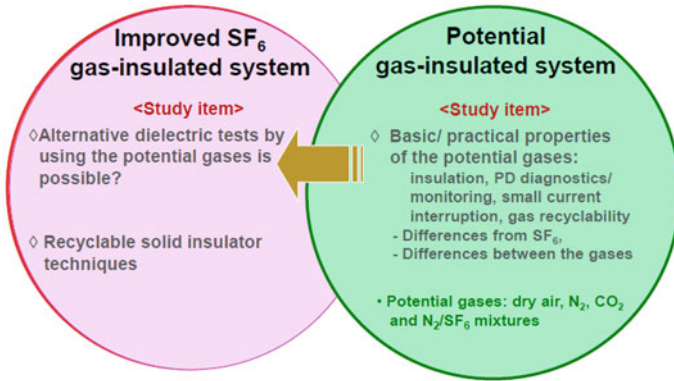 Improved SF₆
gas-insulated system
<Study item>
◊Alternative dielectric tests by
using the potential gases is
possible?
◊ Recyclable solid insulator
techniques
Potential
gas-insulated system
<Study item>
◊ Basic/ practical properties
of the potential gases:
insulation, PD diagnostics/
monitoring, small current
interruption, gas recyclability
- Differences from SF₆,
- Differences between the gases
• Potential gases: dry air, N₂, CO₂
and N₂/SF₆ mixtures